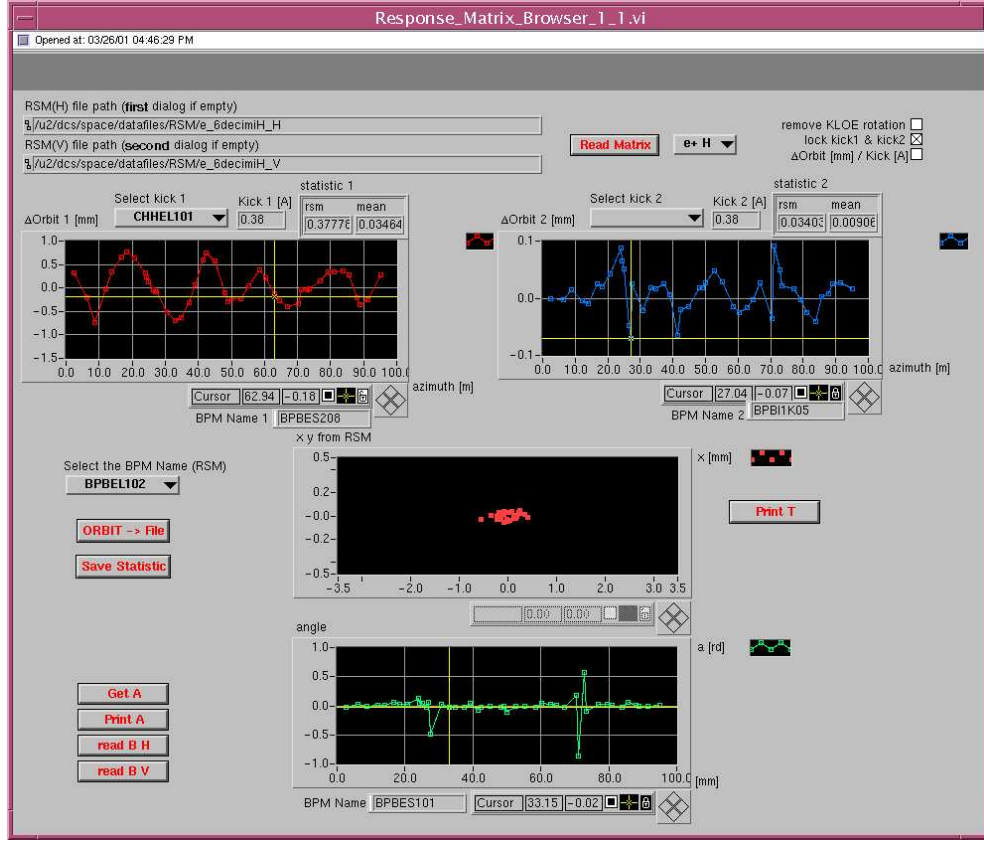 Response_Matrix_Browser_1_1.vi
Opened at: 03/26/01 04:46:29 PM
RSM(H) file path (first dialog if empty)
/u2/dcs/space/datafiles/RSM/e_6decimiH_H
RSM(V) file path (second dialog if empty)
/u2/dcs/space/datafiles/RSM/e_6decimiH_V
Read Matrix
e+ H
remove KLOE rotation
lock kick1 & kick2
ΔOrbit [mm] / Kick [A]
statistic 1
Select kick 1
Kick 1 [A]
rsm mean
ΔOrbit 1 [mm]
CHHEL101
0.38
0.37776 0.03464
1.0
0.5
0.0
-0.5
-1.0
-1.5
0.0 10.0 20.0 30.0 40.0 50.0 60.0 70.0 80.0 90.0 100.0
azimuth [m]
Cursor 62.94 -0.18
BPM Name 1 BPBES208
statistic 2
Select kick 2
Kick 2 [A]
rsm mean
ΔOrbit 2 [mm]
0.38
0.03403 0.00906
0.1
0.0
-0.1
0.0 10.0 20.0 30.0 40.0 50.0 60.0 70.0 80.0 90.0 100.0
azimuth [m]
Cursor 27.04 -0.07
BPM Name 2 BPBI1K05
x y from RSM
Select the BPM Name (RSM)
BPBEL102
0.5
0.2
-0.0
-0.2
-0.5
-3.5 -2.0 -1.0 0.0 1.0 2.0 3.0 3.5
x [mm]
0.00 0.00
Print T
ORBIT -> File
Save Statistic
angle
1.0
0.5
0.0
-0.5
-1.0
0.0 20.0 40.0 60.0 80.0 100.0
[mm]
a [rd]
BPM Name BPBES101 Cursor 33.15 -0.02
Get A
Print A
read B H
read B V